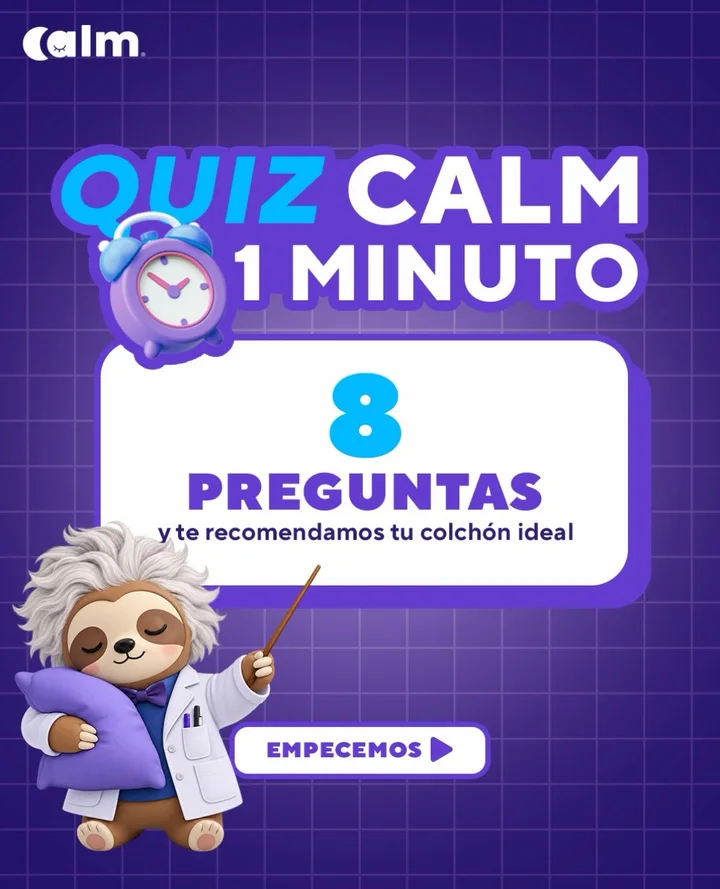 Calm.
QUIZ CALM
1 MINUTO
8
PREGUNTAS
y te recomendamos tu colchón ideal
EMPECEMOS